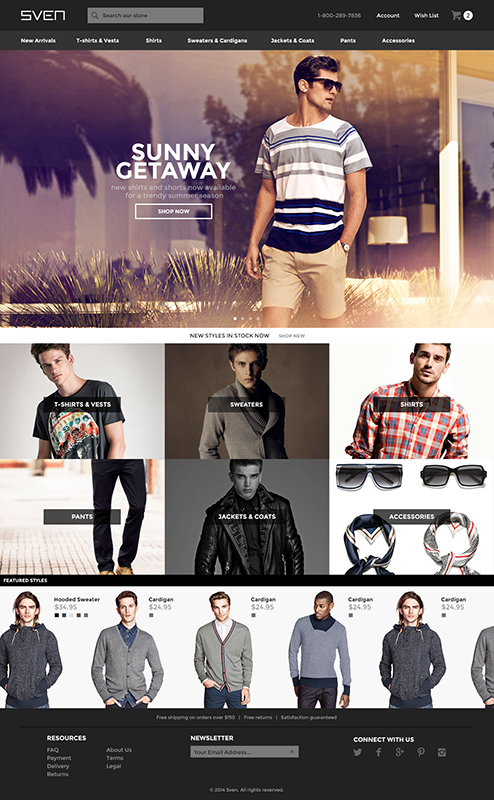 SVEN
Search our store
1-800-289-7836 Account Wish List 2
New Arrivals T-shirts & Vests Shirts Sweaters & Cardigans Jackets & Coats Pants Accessories
SUNNY
GETAWAY
new shirts and shorts now available
for a trendy summer season
SHOP NOW
NEW STYLES IN STOCK NOW SHOP NEW
T-SHIRTS & VESTS
SWEATERS
SHIRTS
PANTS
JACKETS & COATS
ACCESSORIES
FEATURED STYLES
Hooded Sweater
$34.95
Cardigan
$24.95
Cardigan
$24.95
Cardigan
$24.95
Cardigan
$24.95
Free shipping on orders over $150 | Free returns | Satisfaction guaranteed
RESOURCES
FAQ
Payment
Delivery
Returns
About Us
Terms
Legal
NEWSLETTER
Your Email Address...
CONNECT WITH US
© 2014 Sven. All rights reserved.